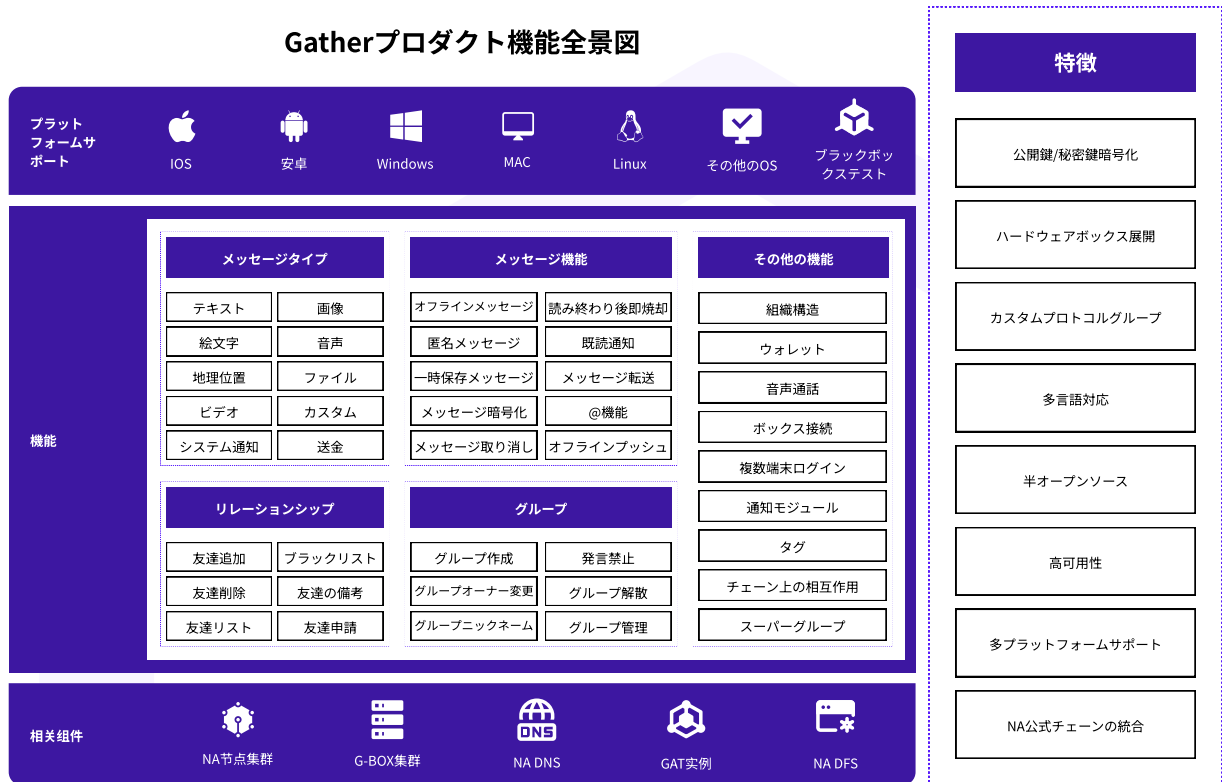 Gatherプロダクト機能全景図
プラット
フォームサ
ポート
IOS
安卓
Windows
MAC
Linux
その他のOS
ブラックボッ
クステスト
機能
メッセージタイプ
テキスト
画像
絵文字
音声
地理位置
ファイル
ビデオ
カスタム
システム通知
送金
メッセージ機能
オフラインメッセージ
読み終わり後即焼却
匿名メッセージ
既読通知
一時保存メッセージ
メッセージ転送
メッセージ暗号化
@機能
メッセージ取り消し
オフラインプッシュ
その他の機能
組織構造
ウォレット
音声通話
ボックス接続
複数端末ログイン
通知モジュール
タグ
チェーン上の相互作用
スーパーグループ
リレーションシップ
友達追加
ブラックリスト
友達削除
友達の備考
友達リスト
友達申請
グループ
グループ作成
発言禁止
グループオーナー変更
グループ解散
グループニックネーム
グループ管理
相关组件
NA节点集群
G-BOX集群
DNS
NA DNS
GAT实例
NA DFS
特徴
公開鍵/秘密鍵暗号化
ハードウェアボックス展開
カスタムプロトコルグループ
多言語対応
半オープンソース
高可用性
多プラットフォームサポート
NA公式チェーンの統合